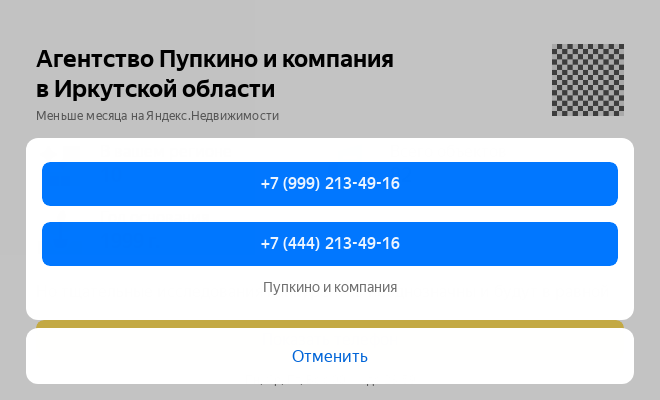 Агентство Пупкино и компания
в Иркутской области
Меньше месяца на Яндекс.Недвижимости
+7 (999) 213-49-16
+7 (444) 213-49-16
Пупкино и компания
Отменить